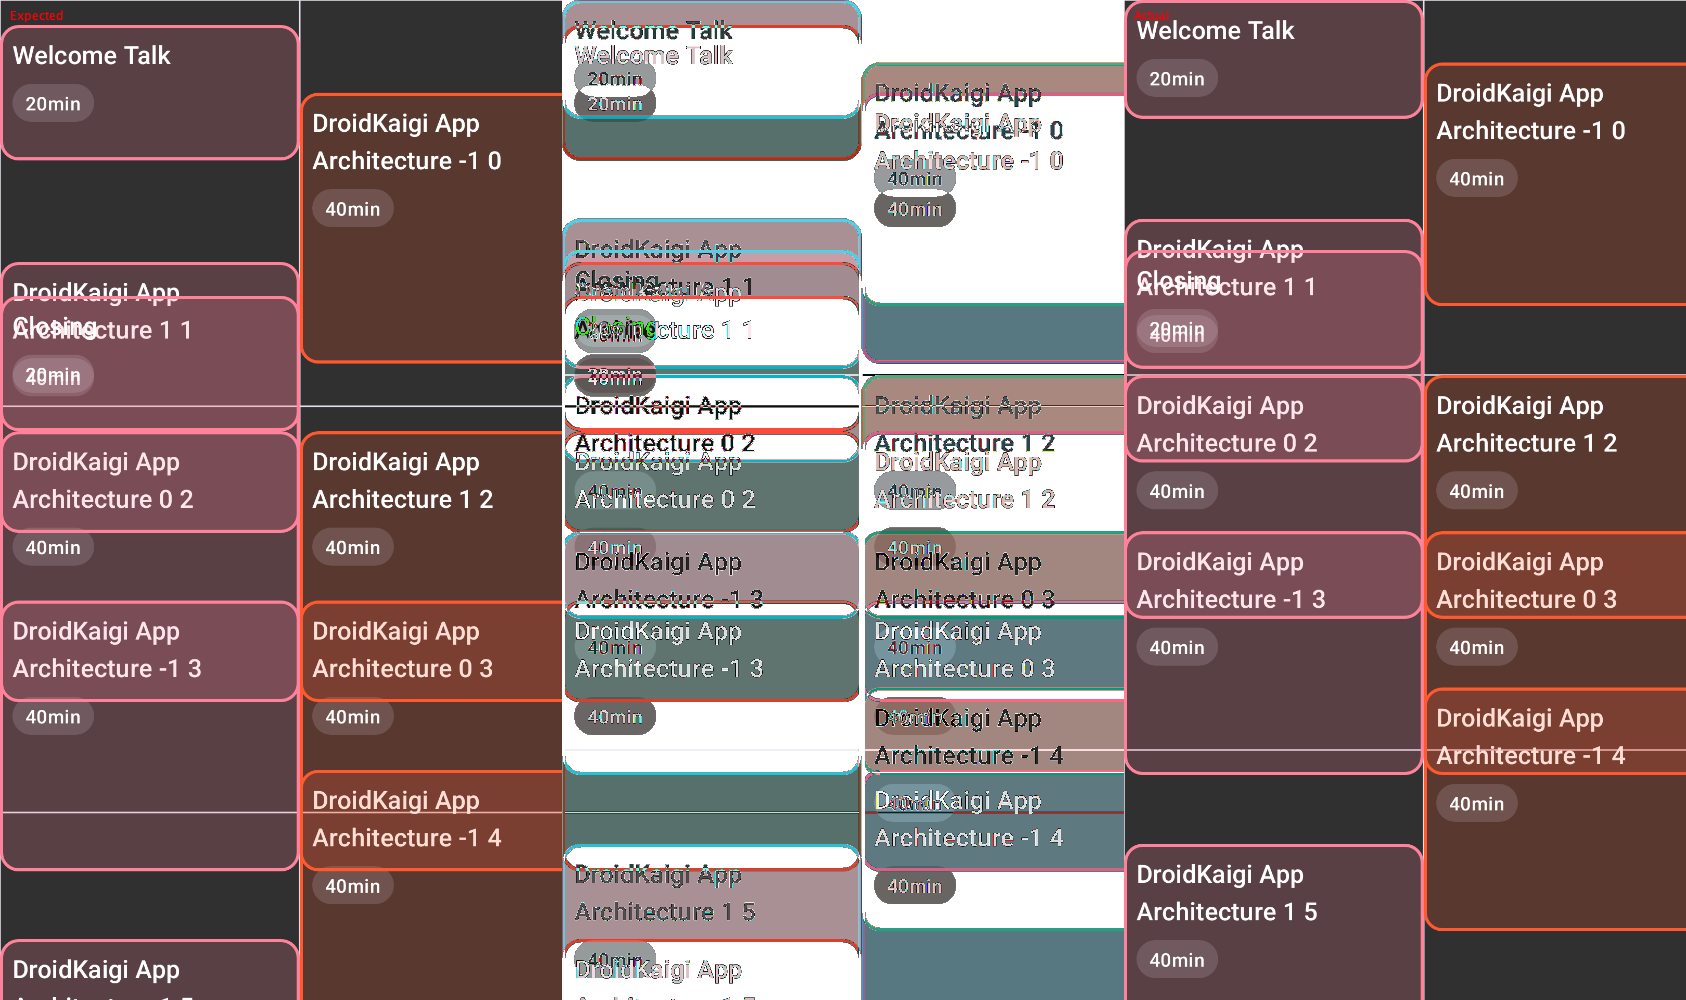 Expected
Welcome Talk
20min
DroidKaigi App
Architecture -1 0
40min
DroidKaigi App
Closing
Architecture 1 1
20min
40min
DroidKaigi App
Architecture 0 2
40min
DroidKaigi App
Architecture 1 2
40min
DroidKaigi App
Architecture -1 3
40min
DroidKaigi App
Architecture 0 3
40min
DroidKaigi App
Architecture -1 4
40min
DroidKaigi App
Welcome Talk
Welcome Talk
20min
20min
DroidKaigi App
DroidKaigi App
Architecture -1 0
Architecture -1 0
40min
40min
DroidKaigi App
Closing
Architecture 1 1
DroidKaigi App
Closing
Architecture 1 1
40min
DroidKaigi App
Architecture 0 2
DroidKaigi App
40min
Architecture 0 2
40min
DroidKaigi App
Architecture 1 2
DroidKaigi App
40min
Architecture 1 2
40min
DroidKaigi App
Architecture -1 3
DroidKaigi App
40min
Architecture -1 3
40min
DroidKaigi App
Architecture 0 3
DroidKaigi App
40min
Architecture 0 3
DroidKaigi App
Architecture -1 4
DroidKaigi App
Architecture -1 4
40min
DroidKaigi App
Architecture 1 5
40min
DroidKaigi App
Actual
Welcome Talk
20min
DroidKaigi App
Architecture -1 0
40min
DroidKaigi App
Closing
Architecture 1 1
20min
40min
DroidKaigi App
Architecture 0 2
40min
DroidKaigi App
Architecture 1 2
40min
DroidKaigi App
Architecture -1 3
40min
DroidKaigi App
Architecture 0 3
40min
DroidKaigi App
Architecture -1 4
40min
DroidKaigi App
Architecture 1 5
40min